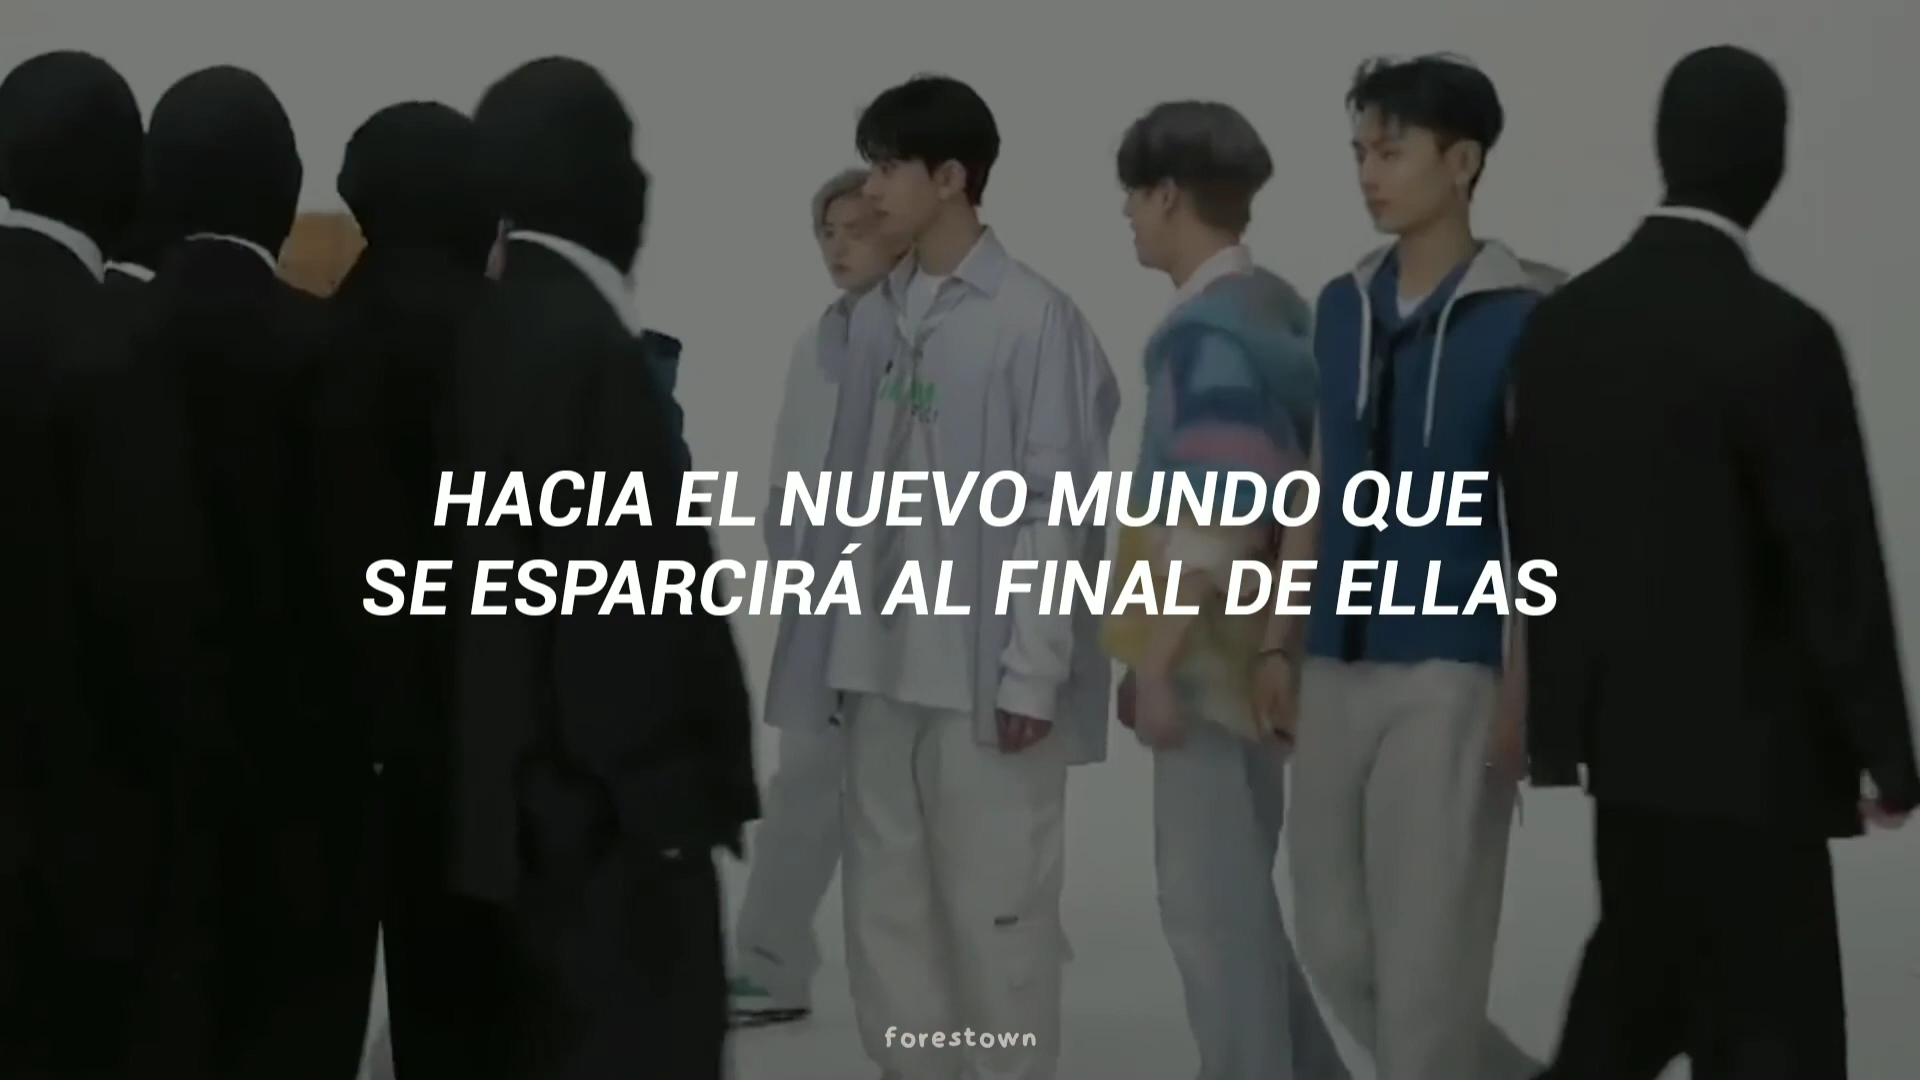 HACIA EL NUEVO MUNDO QUE
SE ESPARCIRÁ AL FINAL DE ELLAS
forestown